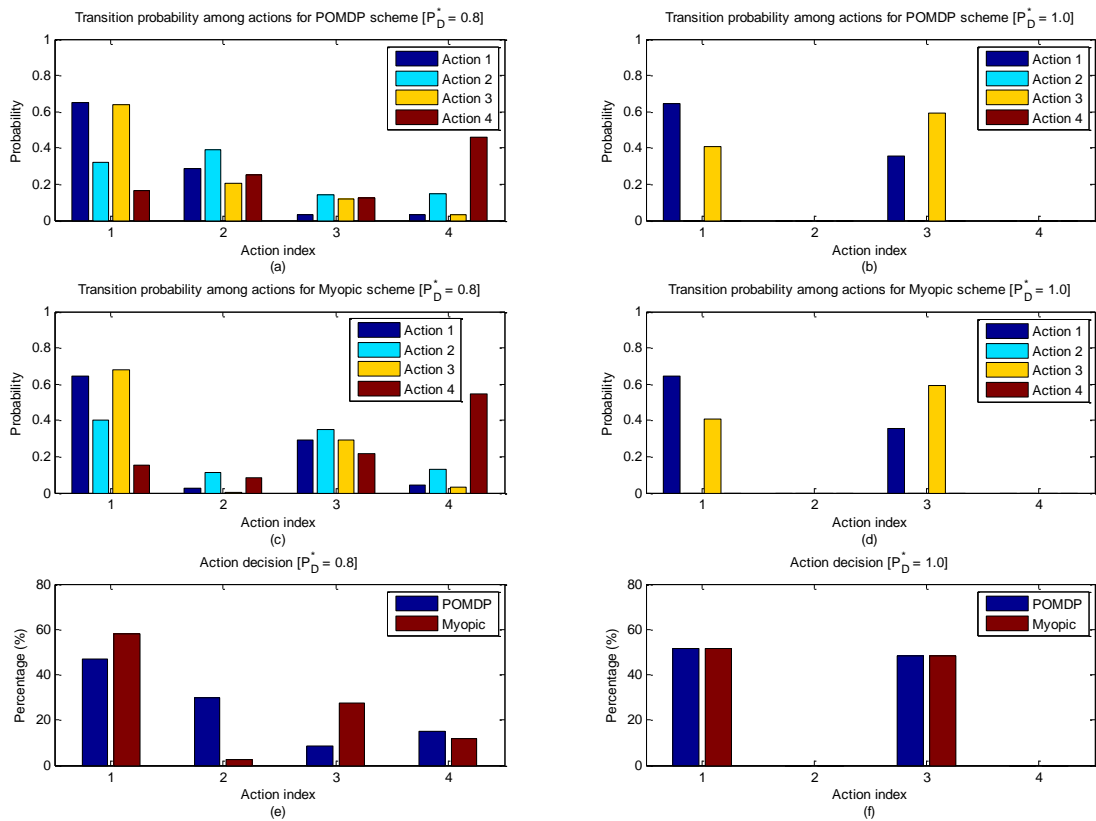 Transition probability among actions for POMDP scheme [P*D = 0.8]
1
0.8
0.6
0.4
0.2
0
Probability
Action 1
Action 2
Action 3
Action 4
1 2 3 4
Action index
(a)
Transition probability among actions for POMDP scheme [P*D = 1.0]
1
0.8
0.6
0.4
0.2
0
Probability
Action 1
Action 2
Action 3
Action 4
1 2 3 4
Action index
(b)
Transition probability among actions for Myopic scheme [P*D = 0.8]
1
0.8
0.6
0.4
0.2
0
Probability
Action 1
Action 2
Action 3
Action 4
1 2 3 4
Action index
(c)
Transition probability among actions for Myopic scheme [P*D = 1.0]
1
0.8
0.6
0.4
0.2
0
Probability
Action 1
Action 2
Action 3
Action 4
1 2 3 4
Action index
(d)
Action decision [P*D = 0.8]
80
60
40
20
0
Percentage (%)
POMDP
Myopic
1 2 3 4
Action index
(e)
Action decision [P*D = 1.0]
80
60
40
20
0
Percentage (%)
POMDP
Myopic
1 2 3 4
Action index
(f)